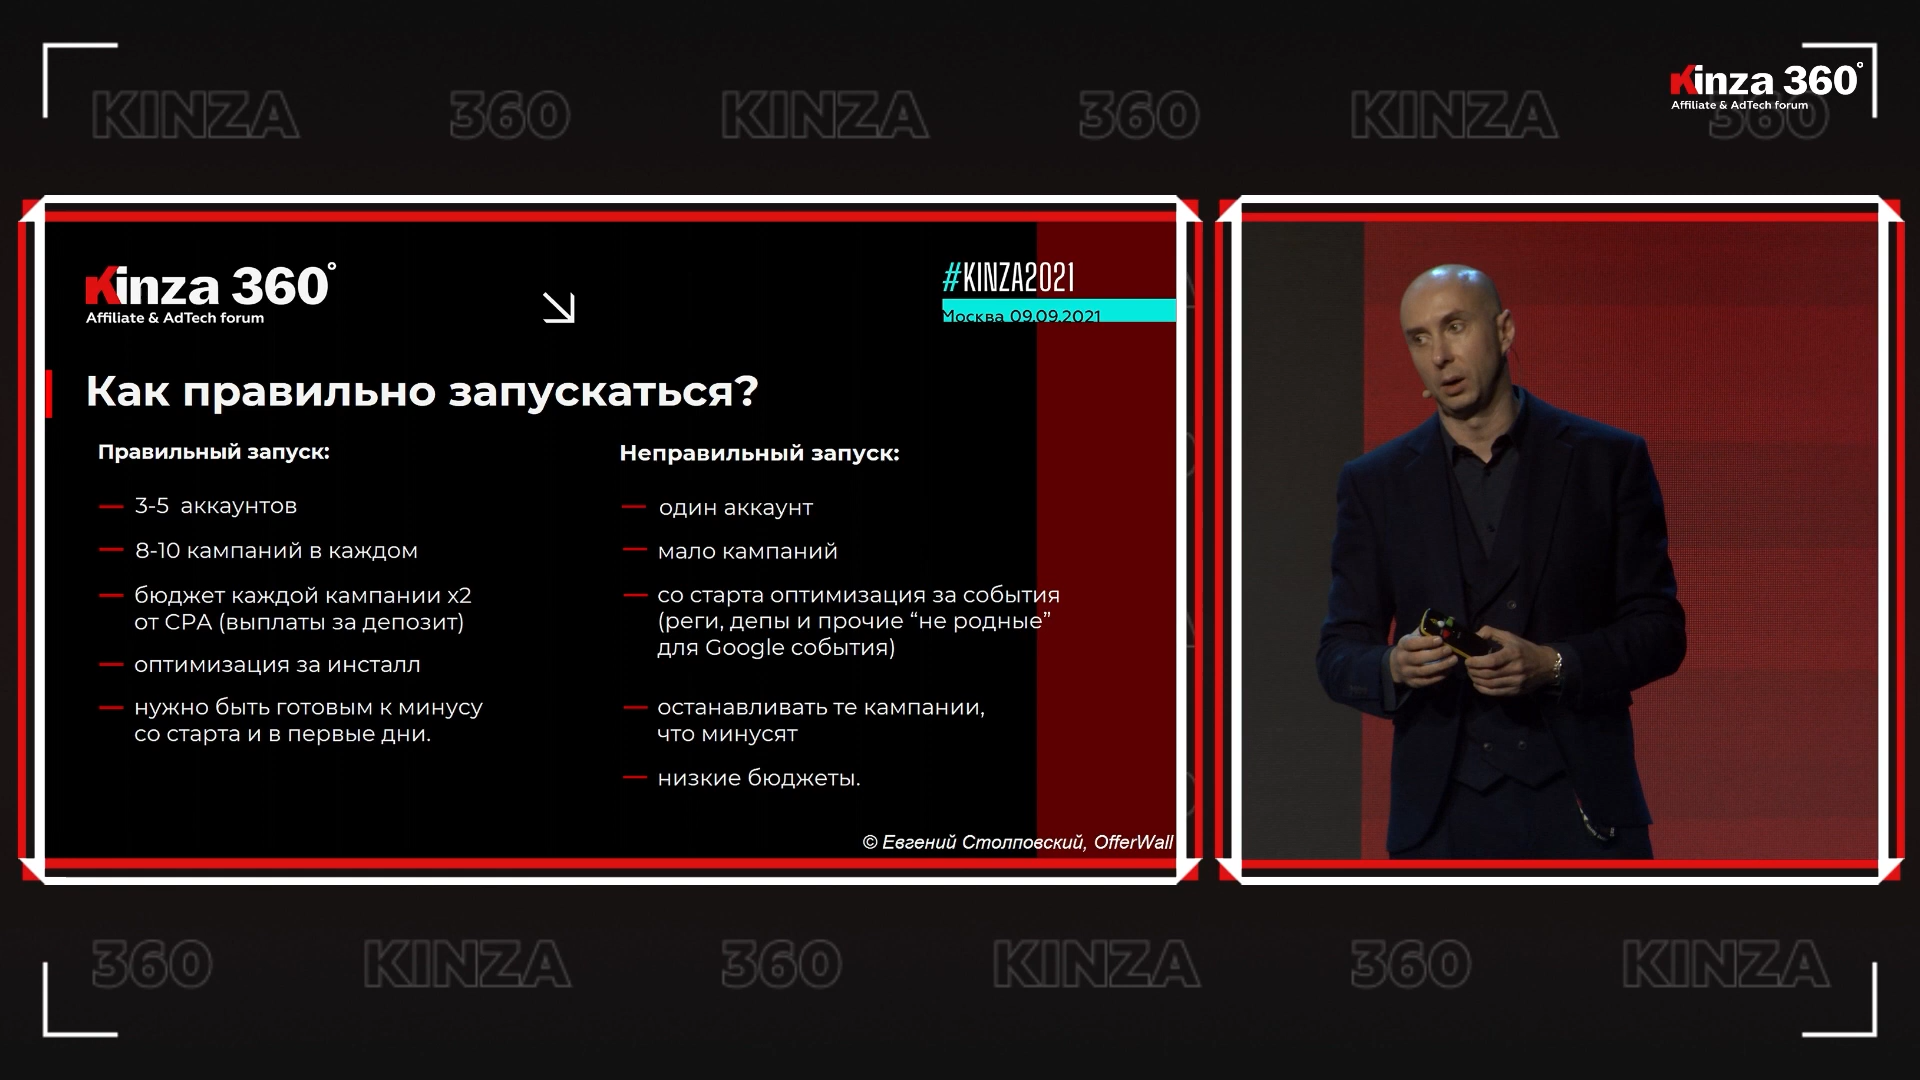 KINZA 360 KINZA 360 KINZA 360
Kinza 360°
Affiliate & AdTech forum
Kinza 360°
Affiliate & AdTech forum
#KINZA2021
Москва 09.09.2021
Как правильно запускаться?
Правильный запуск:
— 3-5 аккаунтов
— 8-10 кампаний в каждом
— бюджет каждой кампании x2
от CPA (выплаты за депозит)
— оптимизация за инсталл
— нужно быть готовым к минусу
со старта и в первые дни.
Неправильный запуск:
— один аккаунт
— мало кампаний
— со старта оптимизация за события
(реги, депы и прочие “не родные”
для Google события)
— останавливать те кампании,
что минусят
— низкие бюджеты.
© Евгений Столповский, OfferWall
360 KINZA 360 KINZA 360 KINZA